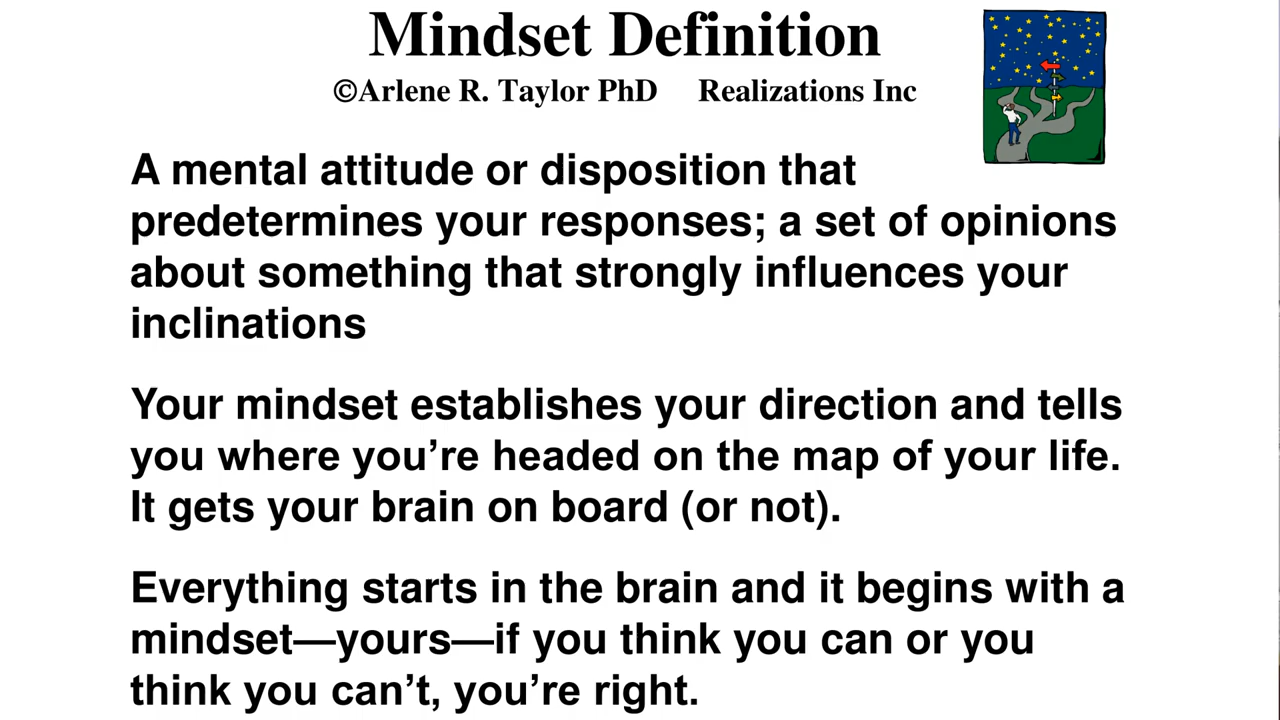 Mindset Definition
©Arlene R. Taylor PhD Realizations Inc
A mental attitude or disposition that
predetermines your responses; a set of opinions
about something that strongly influences your
inclinations
Your mindset establishes your direction and tells
you where you’re headed on the map of your life.
It gets your brain on board (or not).
Everything starts in the brain and it begins with a
mindset—yours—if you think you can or you
think you can’t, you’re right.